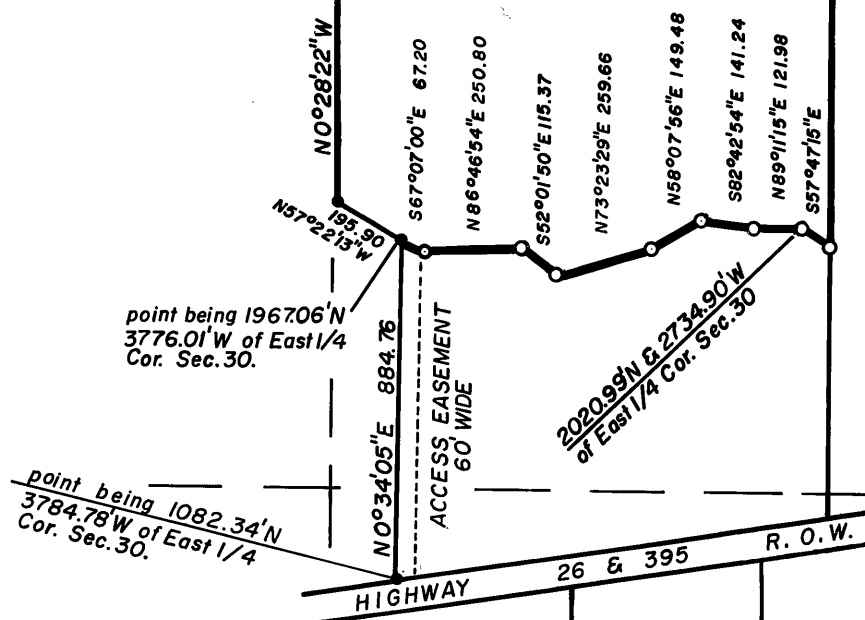 N0°28'22"W
S67°07'00"E 67.20
N86°46'54"E 250.80
S52°01'50"E 115.37
N73°23'29"E 259.66
N58°07'56"E 149.48
S82°42'54"E 141.24
N89°11'15"E 121.98
S57°47'15"E
195.90
N57°22'13"W
point being 1967.06'N
3776.01'W of East 1/4
Cor. Sec. 30.
N0°34'05"E 884.76
ACCESS EASEMENT
60' WIDE
2020.99'N & 2734.90'W
of East 1/4 Cor. Sec. 30
point being 1082.34'N
3784.78'W of East 1/4
Cor. Sec. 30.
HIGHWAY 26 & 395 R. O. W.